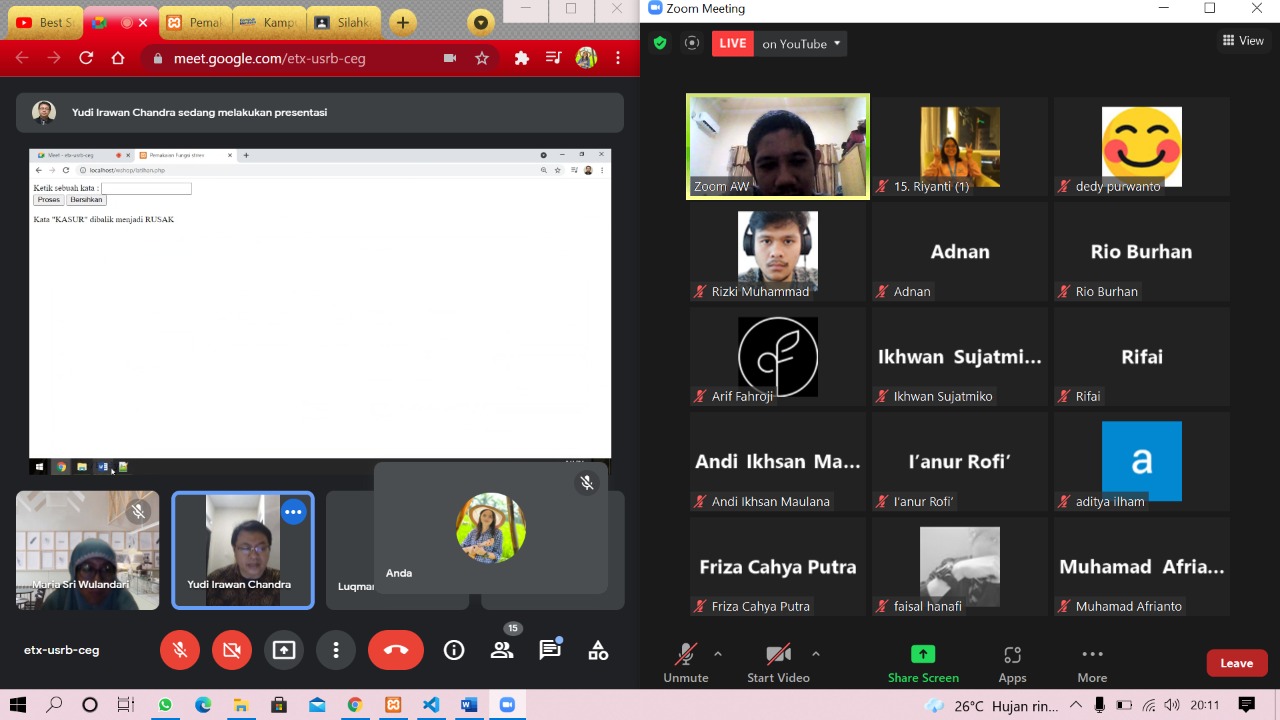 Best S
Pemal
Kampu
Silahk
meet.google.com/etx-usrb-ceg
Yudi Irawan Chandra sedang melakukan presentasi
Meet - etx-usrb-ceg
Pemakaian Fungsi strrev
localhost/wshop/latihan.php
Ketik sebuah kata :
Proses
Bersihkan
Kata "KASUR" dibalik menjadi RUSAK
Maria Sri Wulandari
Yudi Irawan Chandra
Luqma
Anda
etx-usrb-ceg
15
Zoom Meeting
LIVE
on YouTube
View
Zoom AW
15. Riyanti (1)
dedy purwanto
Rizki Muhammad
Adnan
Adnan
Rio Burhan
Rio Burhan
Arif Fahroji
Ikhwan Sujatmi...
Ikhwan Sujatmiko
Rifai
Rifai
Andi Ikhsan Ma...
Andi Ikhsan Maulana
I'anur Rofi'
I'anur Rofi'
a
aditya ilham
Friza Cahya Putra
Friza Cahya Putra
faisal hanafi
Muhamad Afria...
Muhamad Afrianto
Unmute
Start Video
Share Screen
Apps
More
Leave
26°C Hujan rin...
20:11